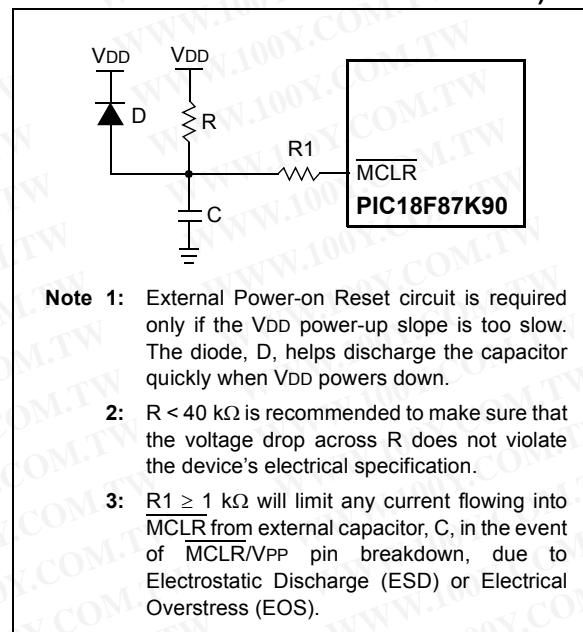 VDD VDD
D
R
R1
MCLR
PIC18F87K90
C
Note 1: External Power-on Reset circuit is required
only if the VDD power-up slope is too slow.
The diode, D, helps discharge the capacitor
quickly when VDD powers down.
2: R < 40 kΩ is recommended to make sure that
the voltage drop across R does not violate
the device's electrical specification.
3: R1 ≥ 1 kΩ will limit any current flowing into
MCLR from external capacitor, C, in the event
of MCLR/VPP pin breakdown, due to
Electrostatic Discharge (ESD) or Electrical
Overstress (EOS).
WWW.100Y.COM.TW